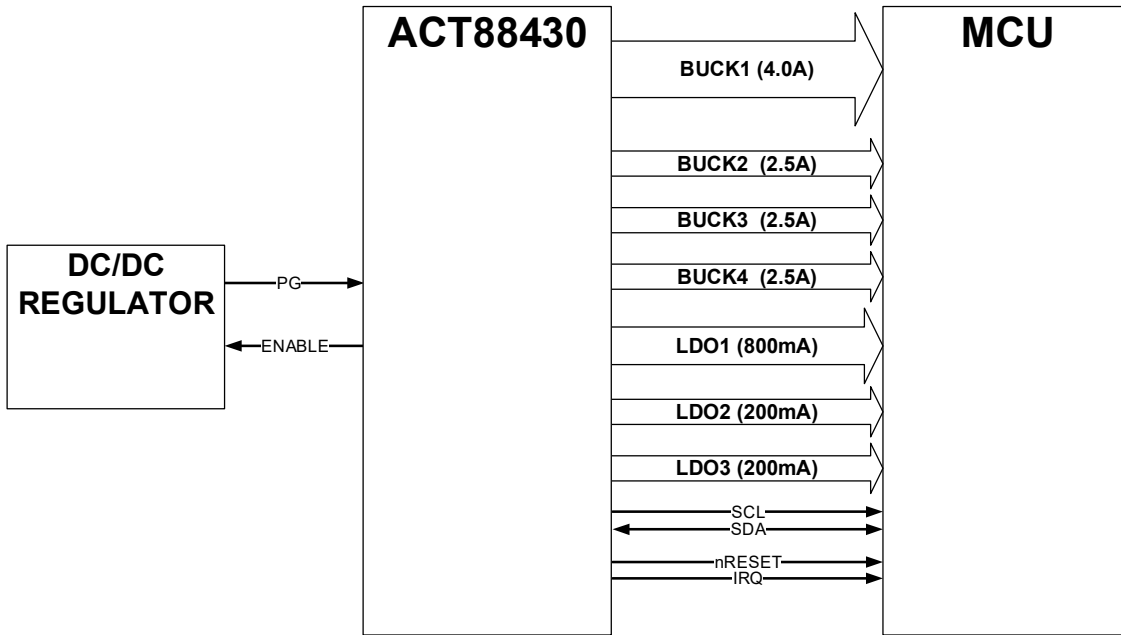 ACT88430
MCU
BUCK1 (4.0A)
BUCK2 (2.5A)
BUCK3 (2.5A)
BUCK4 (2.5A)
DC/DC
REGULATOR
PG
ENABLE
LDO1 (800mA)
LDO2 (200mA)
LDO3 (200mA)
SCL
SDA
nRESET
IRQ